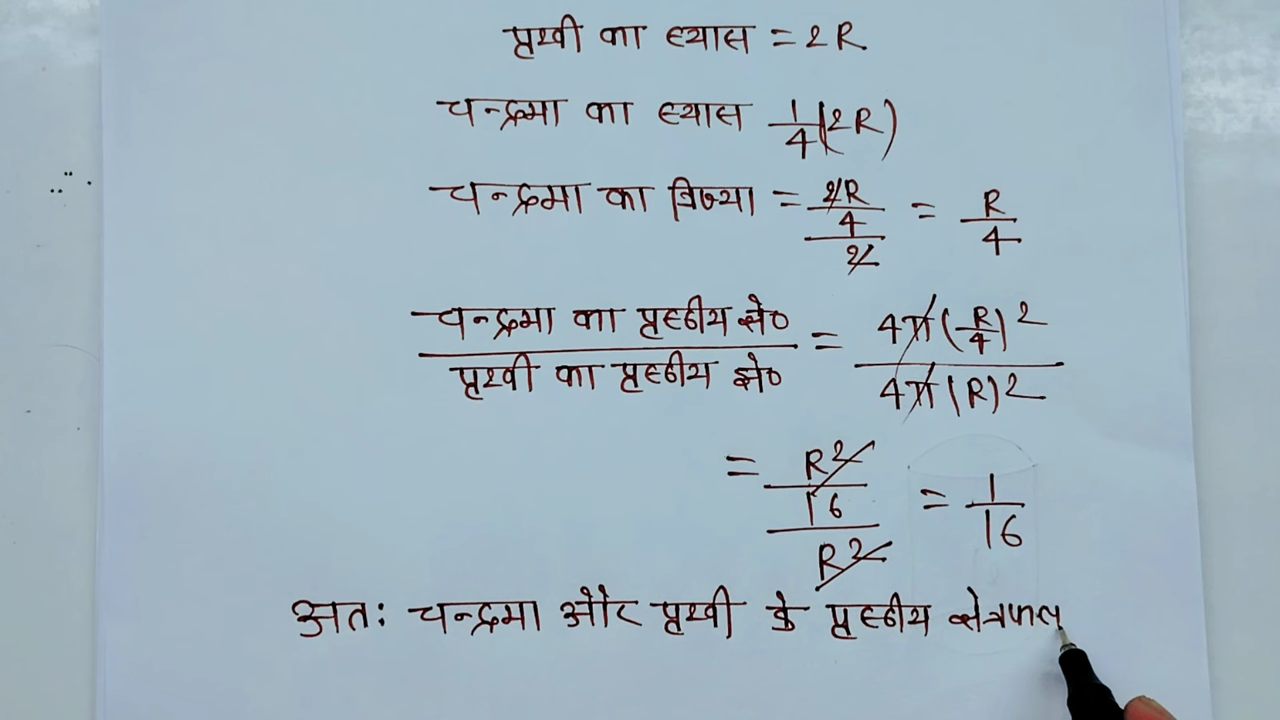 पृथ्वी का व्यास = 2R
चन्द्रमा का व्यास 1/4 (2R)
चन्द्रमा का त्रिज्या = 2R/4/2 = R/4
चन्द्रमा का पृष्ठीय क्षे०/पृथ्वी का पृष्ठीय क्षे० = 4π(R/4)2/4π(R)2
= R2/16/R2 = 1/16
अतः चन्द्रमा और पृथ्वी के पृष्ठीय क्षेत्रफल